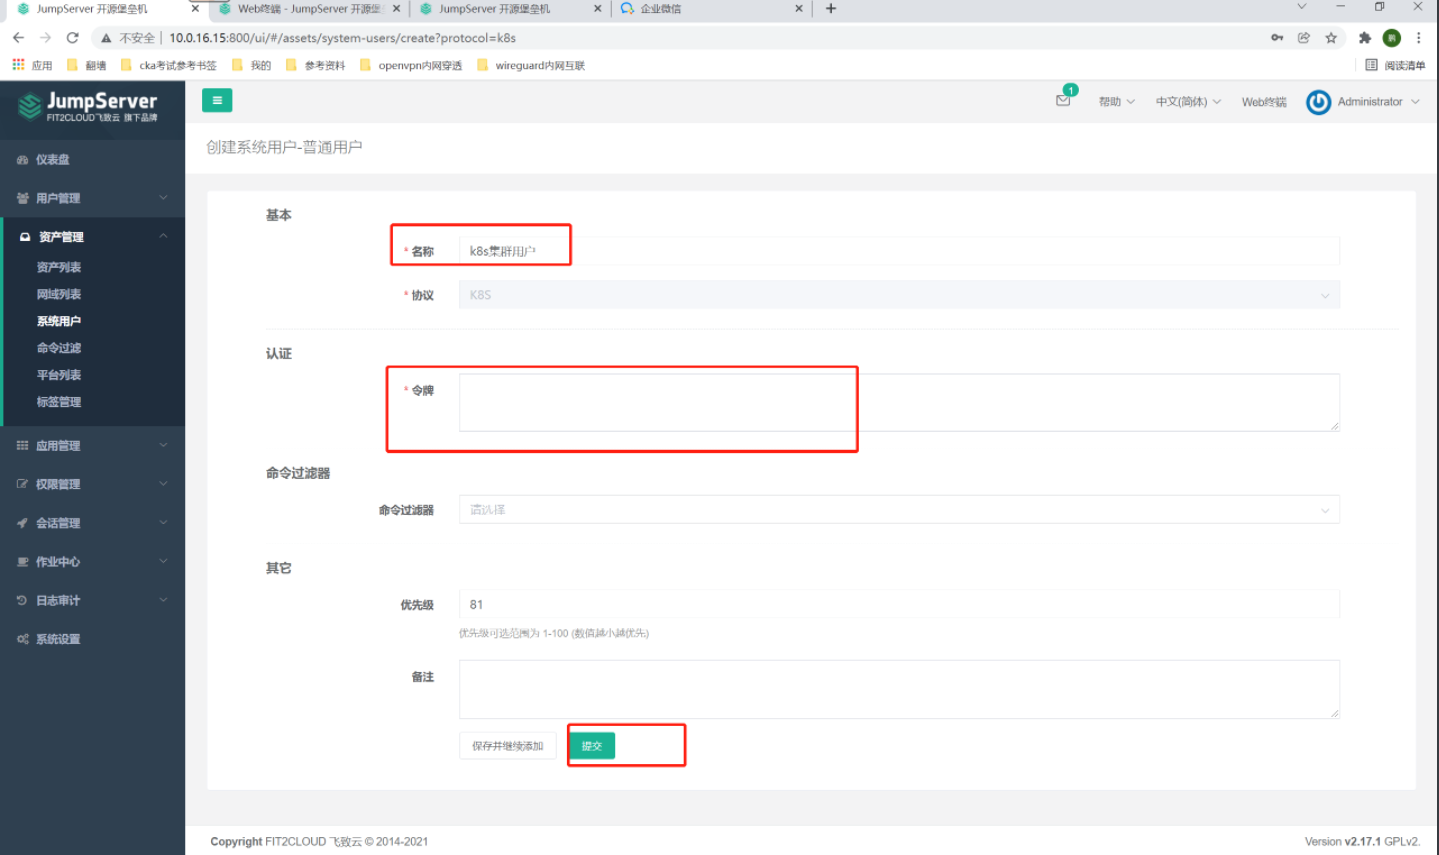 JumpServer 开源堡垒机
Web终端 - JumpServer 开源堡
JumpServer 开源堡垒机
企业微信
不安全 | 10.0.16.15:800/ui/#/assets/system-users/create?protocol=k8s
应用
翻墙
cka考试参考书签
我的
参考资料
openvpn内网穿透
wireguard内网互联
阅读清单
JumpServer
FIT2CLOUD飞致云 旗下品牌
1
帮助
中文(简体)
Web终端
Administrator
创建系统用户-普通用户
仪表盘
用户管理
资产管理
资产列表
网域列表
系统用户
命令过滤
平台列表
标签管理
应用管理
权限管理
会话管理
作业中心
日志审计
系统设置
基本
* 名称 k8s集群用户
* 协议 K8S
认证
* 令牌
命令过滤器
命令过滤器 请选择
其它
优先级 81
优先级可选范围为 1-100 (数值越小越优先)
备注
保存并继续添加
提交
Copyright FIT2CLOUD 飞致云 © 2014-2021
Version v2.17.1 GPLv2.